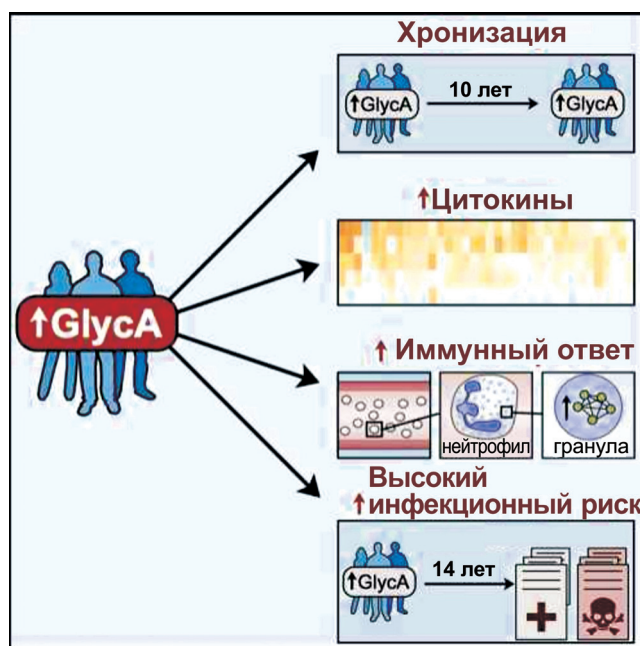 Хронизация
↑GlycA
10 лет
↑GlycA
↑Цитокины
↑GlycA
↑ Иммунный ответ
нейтрофил
гранула
Высокий
↑инфекционный риск
↑GlycA
14 лет